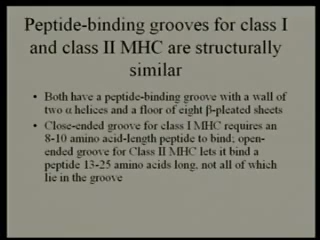 Peptide-binding grooves for class I
and class II MHC are structurally
similar
• Both have a peptide-binding groove with a wall of
two α helices and a floor of eight β-pleated sheets
• Close-ended groove for class I MHC requires an
8-10 amino acid-length peptide to bind; open-
ended groove for Class II MHC lets it bind a
peptide 13-25 amino acids long, not all of which
lie in the groove